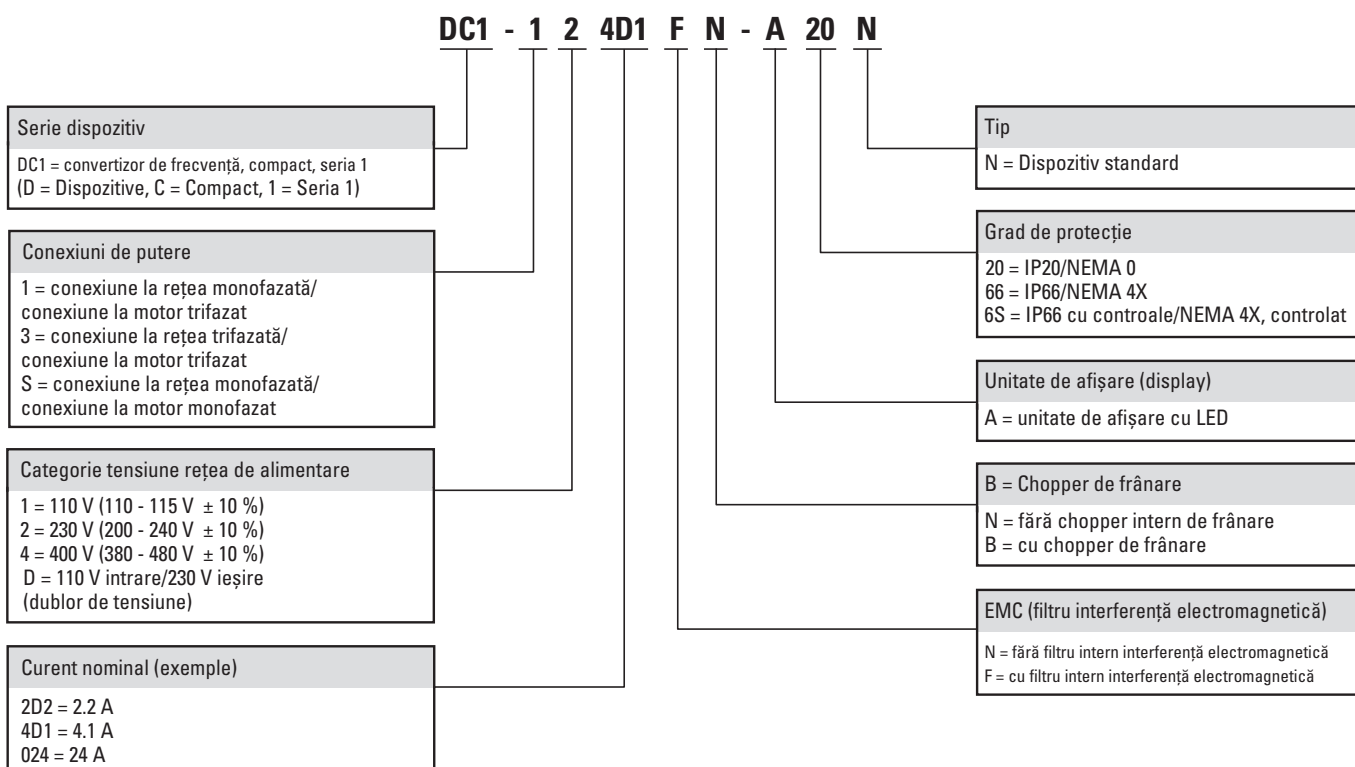 DC1 - 1 2 4D1 F N - A 20 N
Serie dispozitiv
DC1 = convertizor de frecvență, compact, seria 1
(D = Dispozitive, C = Compact, 1 = Seria 1)
Conexiuni de putere
1 = conexiune la rețea monofazată/
conexiune la motor trifazat
3 = conexiune la rețea trifazată/
conexiune la motor trifazat
S = conexiune la rețea monofazată/
conexiune la motor monofazat
Categorie tensiune rețea de alimentare
1 = 110 V (110 - 115 V ± 10 %)
2 = 230 V (200 - 240 V ± 10 %)
4 = 400 V (380 - 480 V ± 10 %)
D = 110 V intrare/230 V ieșire
(dublor de tensiune)
Curent nominal (exemple)
2D2 = 2.2 A
4D1 = 4.1 A
024 = 24 A
Tip
N = Dispozitiv standard
Grad de protecție
20 = IP20/NEMA 0
66 = IP66/NEMA 4X
6S = IP66 cu controale/NEMA 4X, controlat
Unitate de afișare (display)
A = unitate de afișare cu LED
B = Chopper de frânare
N = fără chopper intern de frânare
B = cu chopper de frânare
EMC (filtru interferență electromagnetică)
N = fără filtru intern interferență electromagnetică
F = cu filtru intern interferență electromagnetică